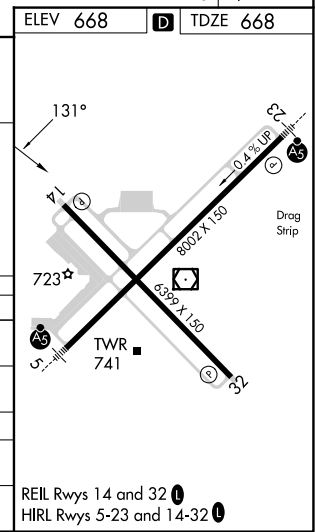 ELEV 668 D TDZE 668
131°
23
0.4% UP
P
A5
14
P
Drag
Strip
8002 X 150
723
6399 X 150
A5
TWR
741
5
P
32
REIL Rwys 14 and 32 L
HIRL Rwys 5-23 and 14-32 L